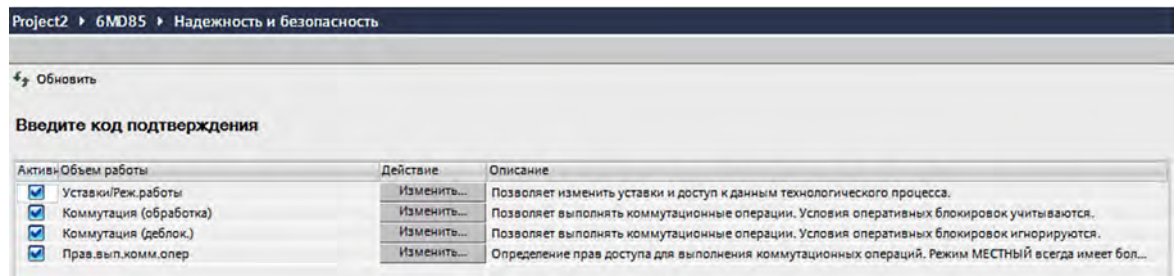 Project2 ▸ 6MD85 ▸ Надежность и безопасность
Обновить
Введите код подтверждения
Активн Объем работы Действие Описание
Уставки/Реж.работы Изменить... Позволяет изменить уставки и доступ к данным технологического процесса.
Коммутация (обработка) Изменить... Позволяет выполнять коммутационные операции. Условия оперативных блокировок учитываются.
Коммутация (деблок.) Изменить... Позволяет выполнять коммутационные операции. Условия оперативных блокировок игнорируются.
Прав.вып.комм.опер Изменить... Определение прав доступа для выполнения коммутационных операций. Режим МЕСТНЫЙ всегда имеет бол...